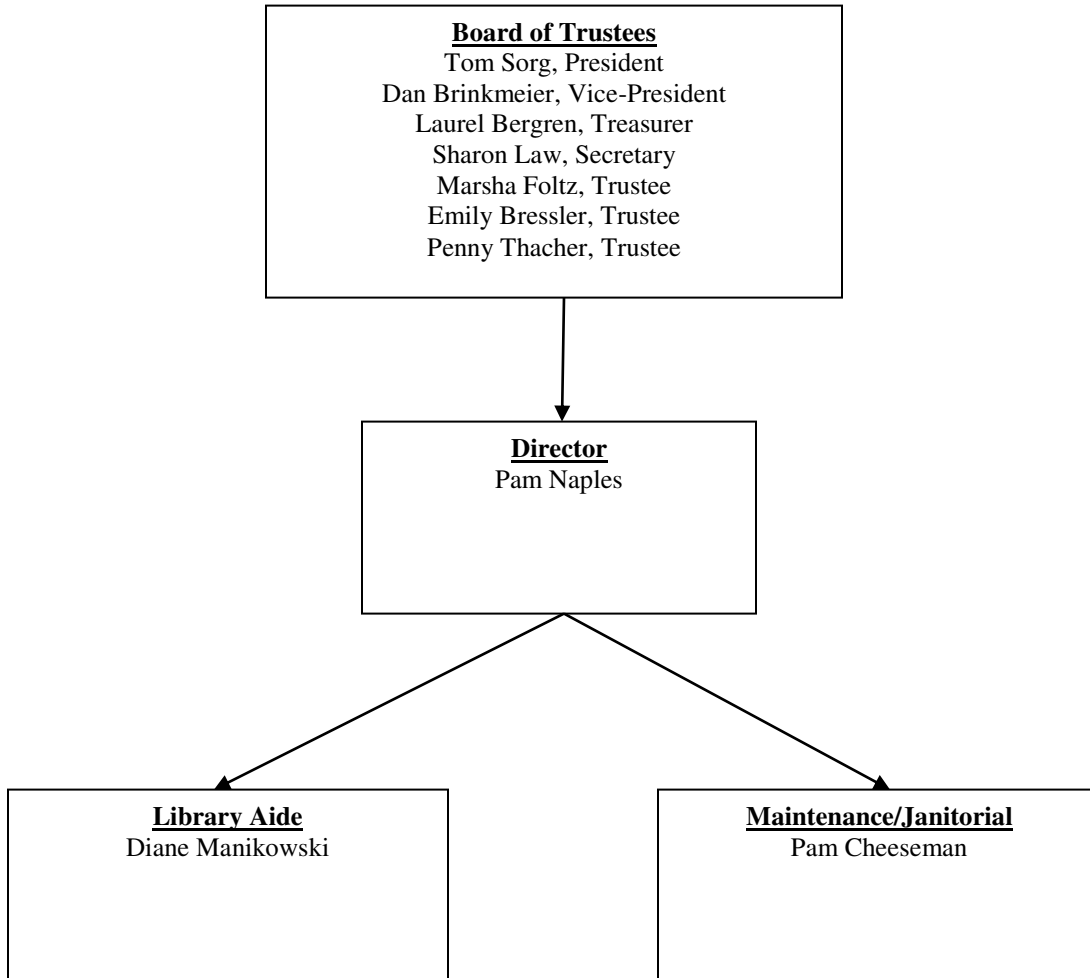 Board of Trustees
Tom Sorg, President
Dan Brinkmeier, Vice-President
Laurel Bergren, Treasurer
Sharon Law, Secretary
Marsha Foltz, Trustee
Emily Bressler, Trustee
Penny Thacher, Trustee
Director
Pam Naples
Library Aide
Diane Manikowski
Maintenance/Janitorial
Pam Cheeseman